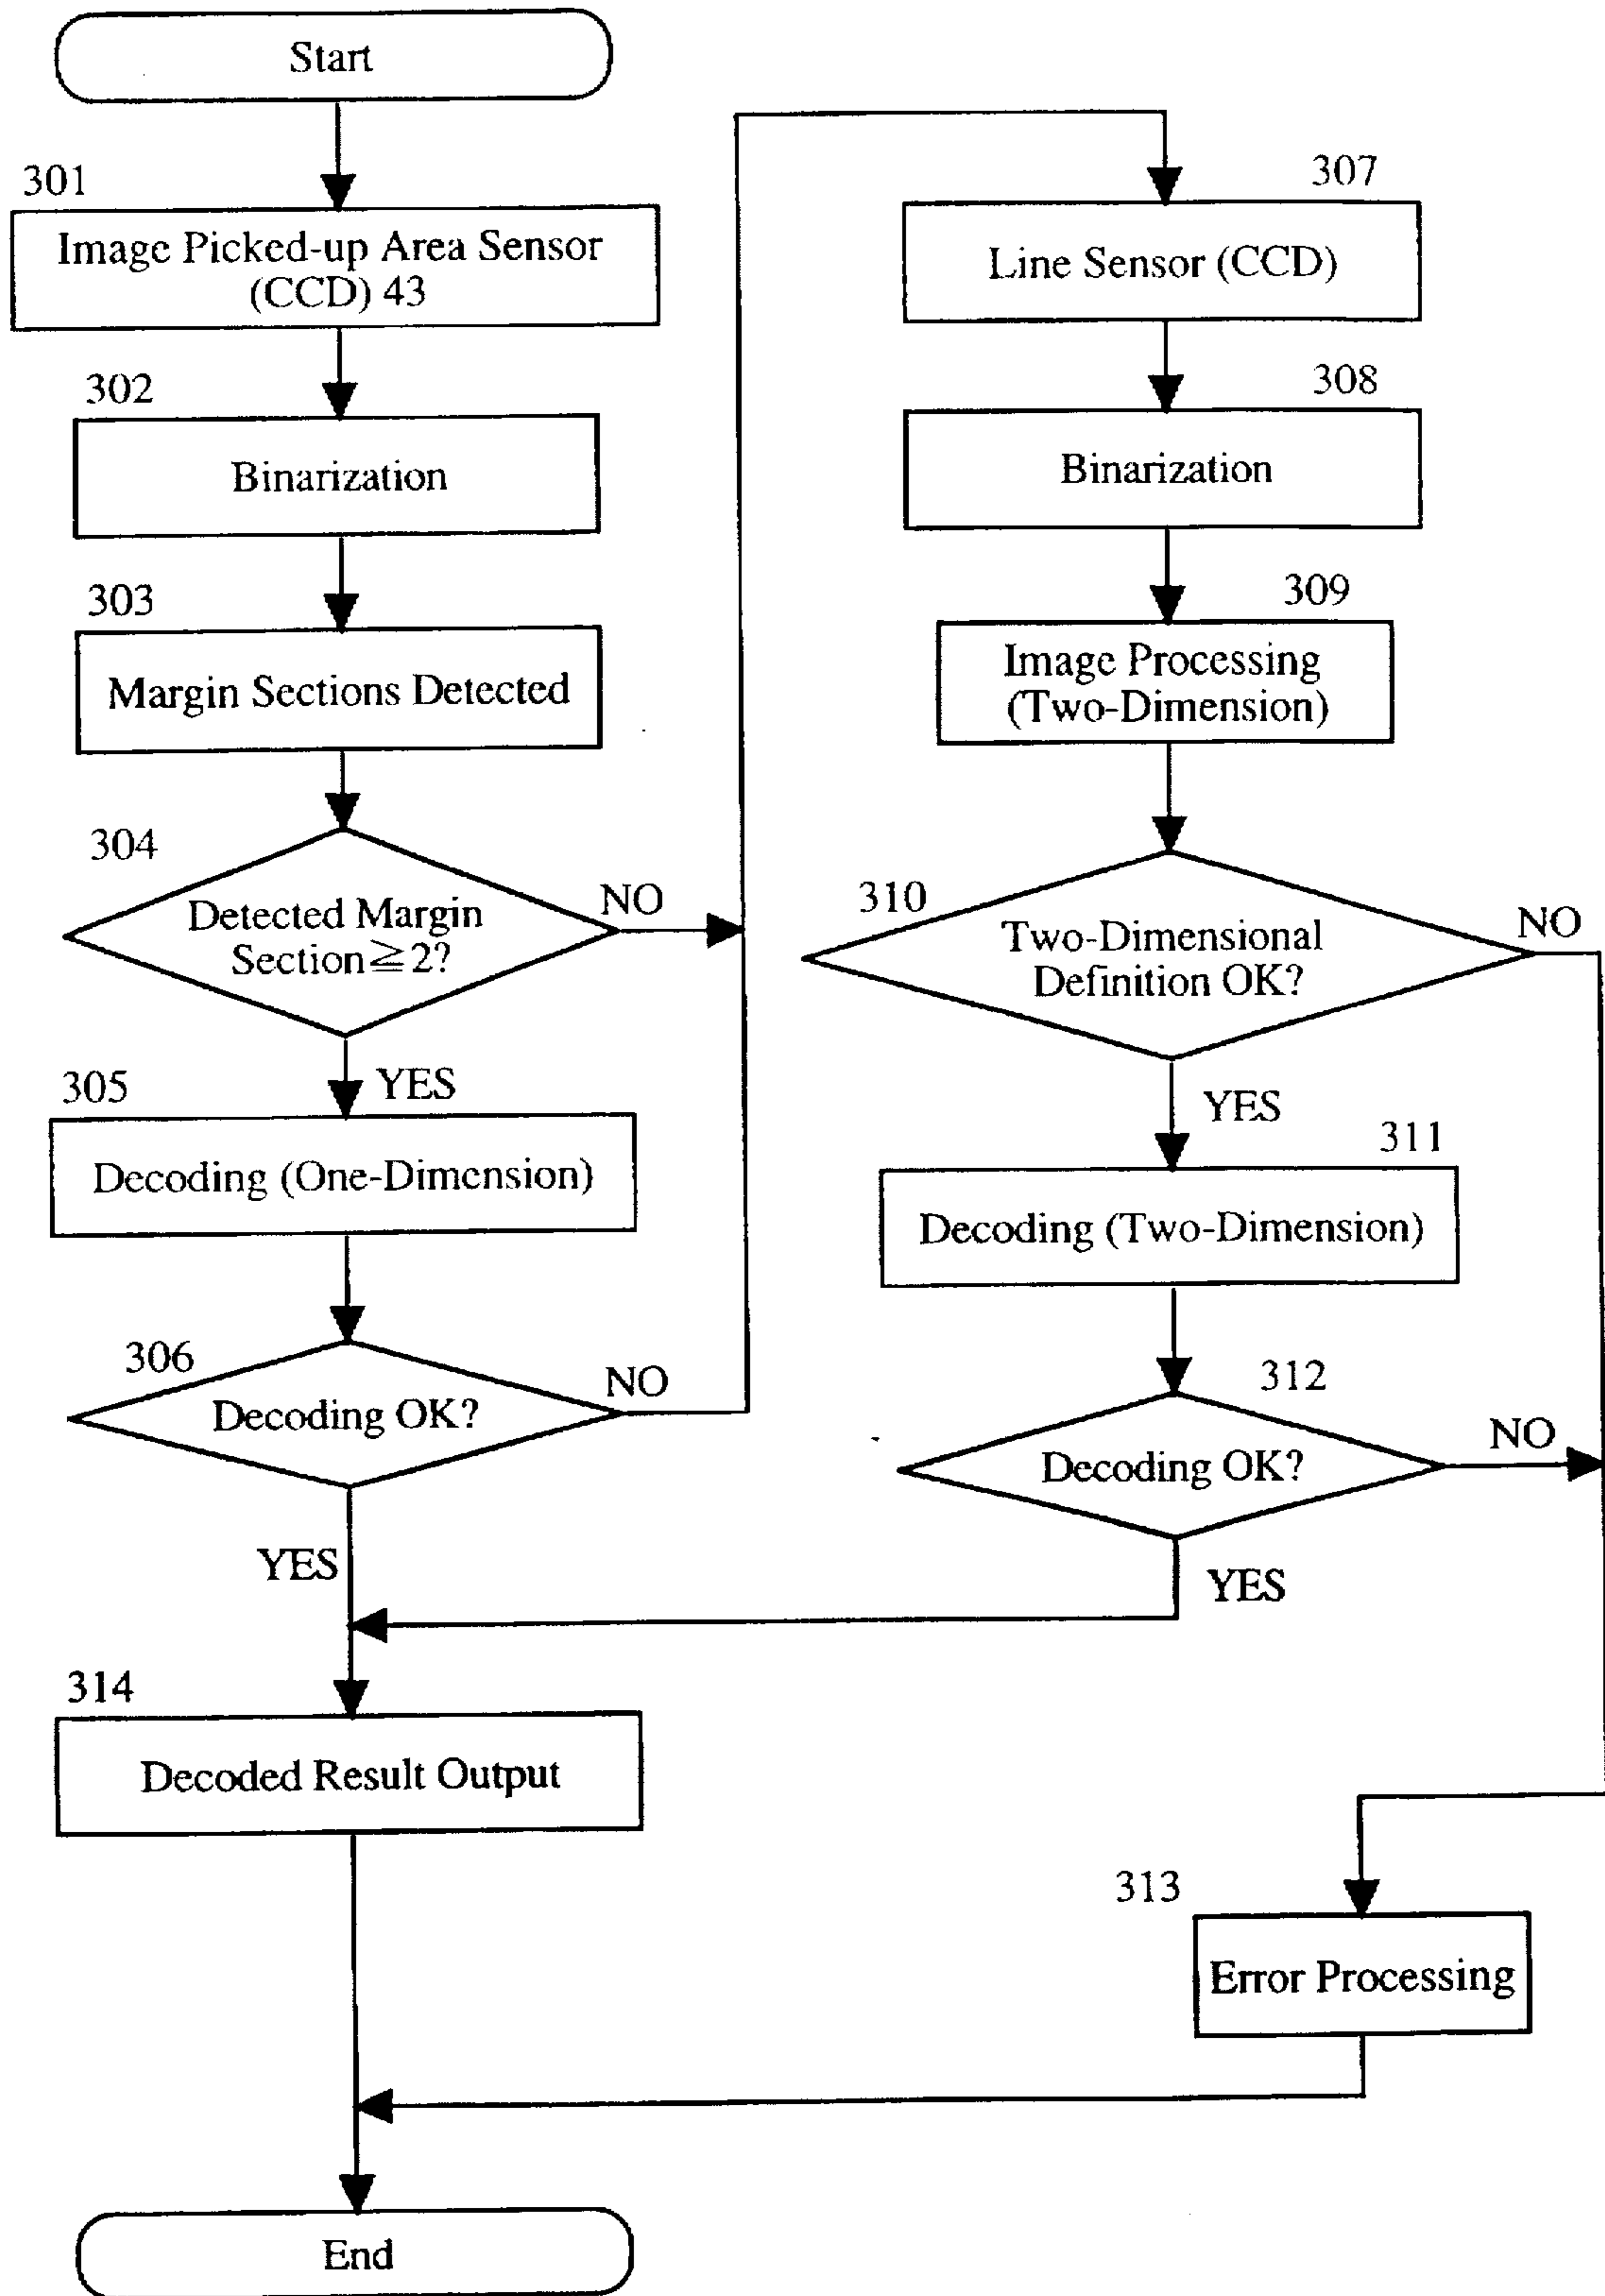 Start
301
Image Picked-up Area Sensor
(CCD) 43
302
Binarization
303
Margin Sections Detected
304
Detected Margin
Section≧2?
NO
YES
305
Decoding (One-Dimension)
306
Decoding OK?
NO
YES
314
Decoded Result Output
End
307
Line Sensor (CCD)
308
Binarization
309
Image Processing
(Two-Dimension)
310
Two-Dimensional
Definition OK?
NO
YES
311
Decoding (Two-Dimension)
312
Decoding OK?
NO
YES
313
Error Processing